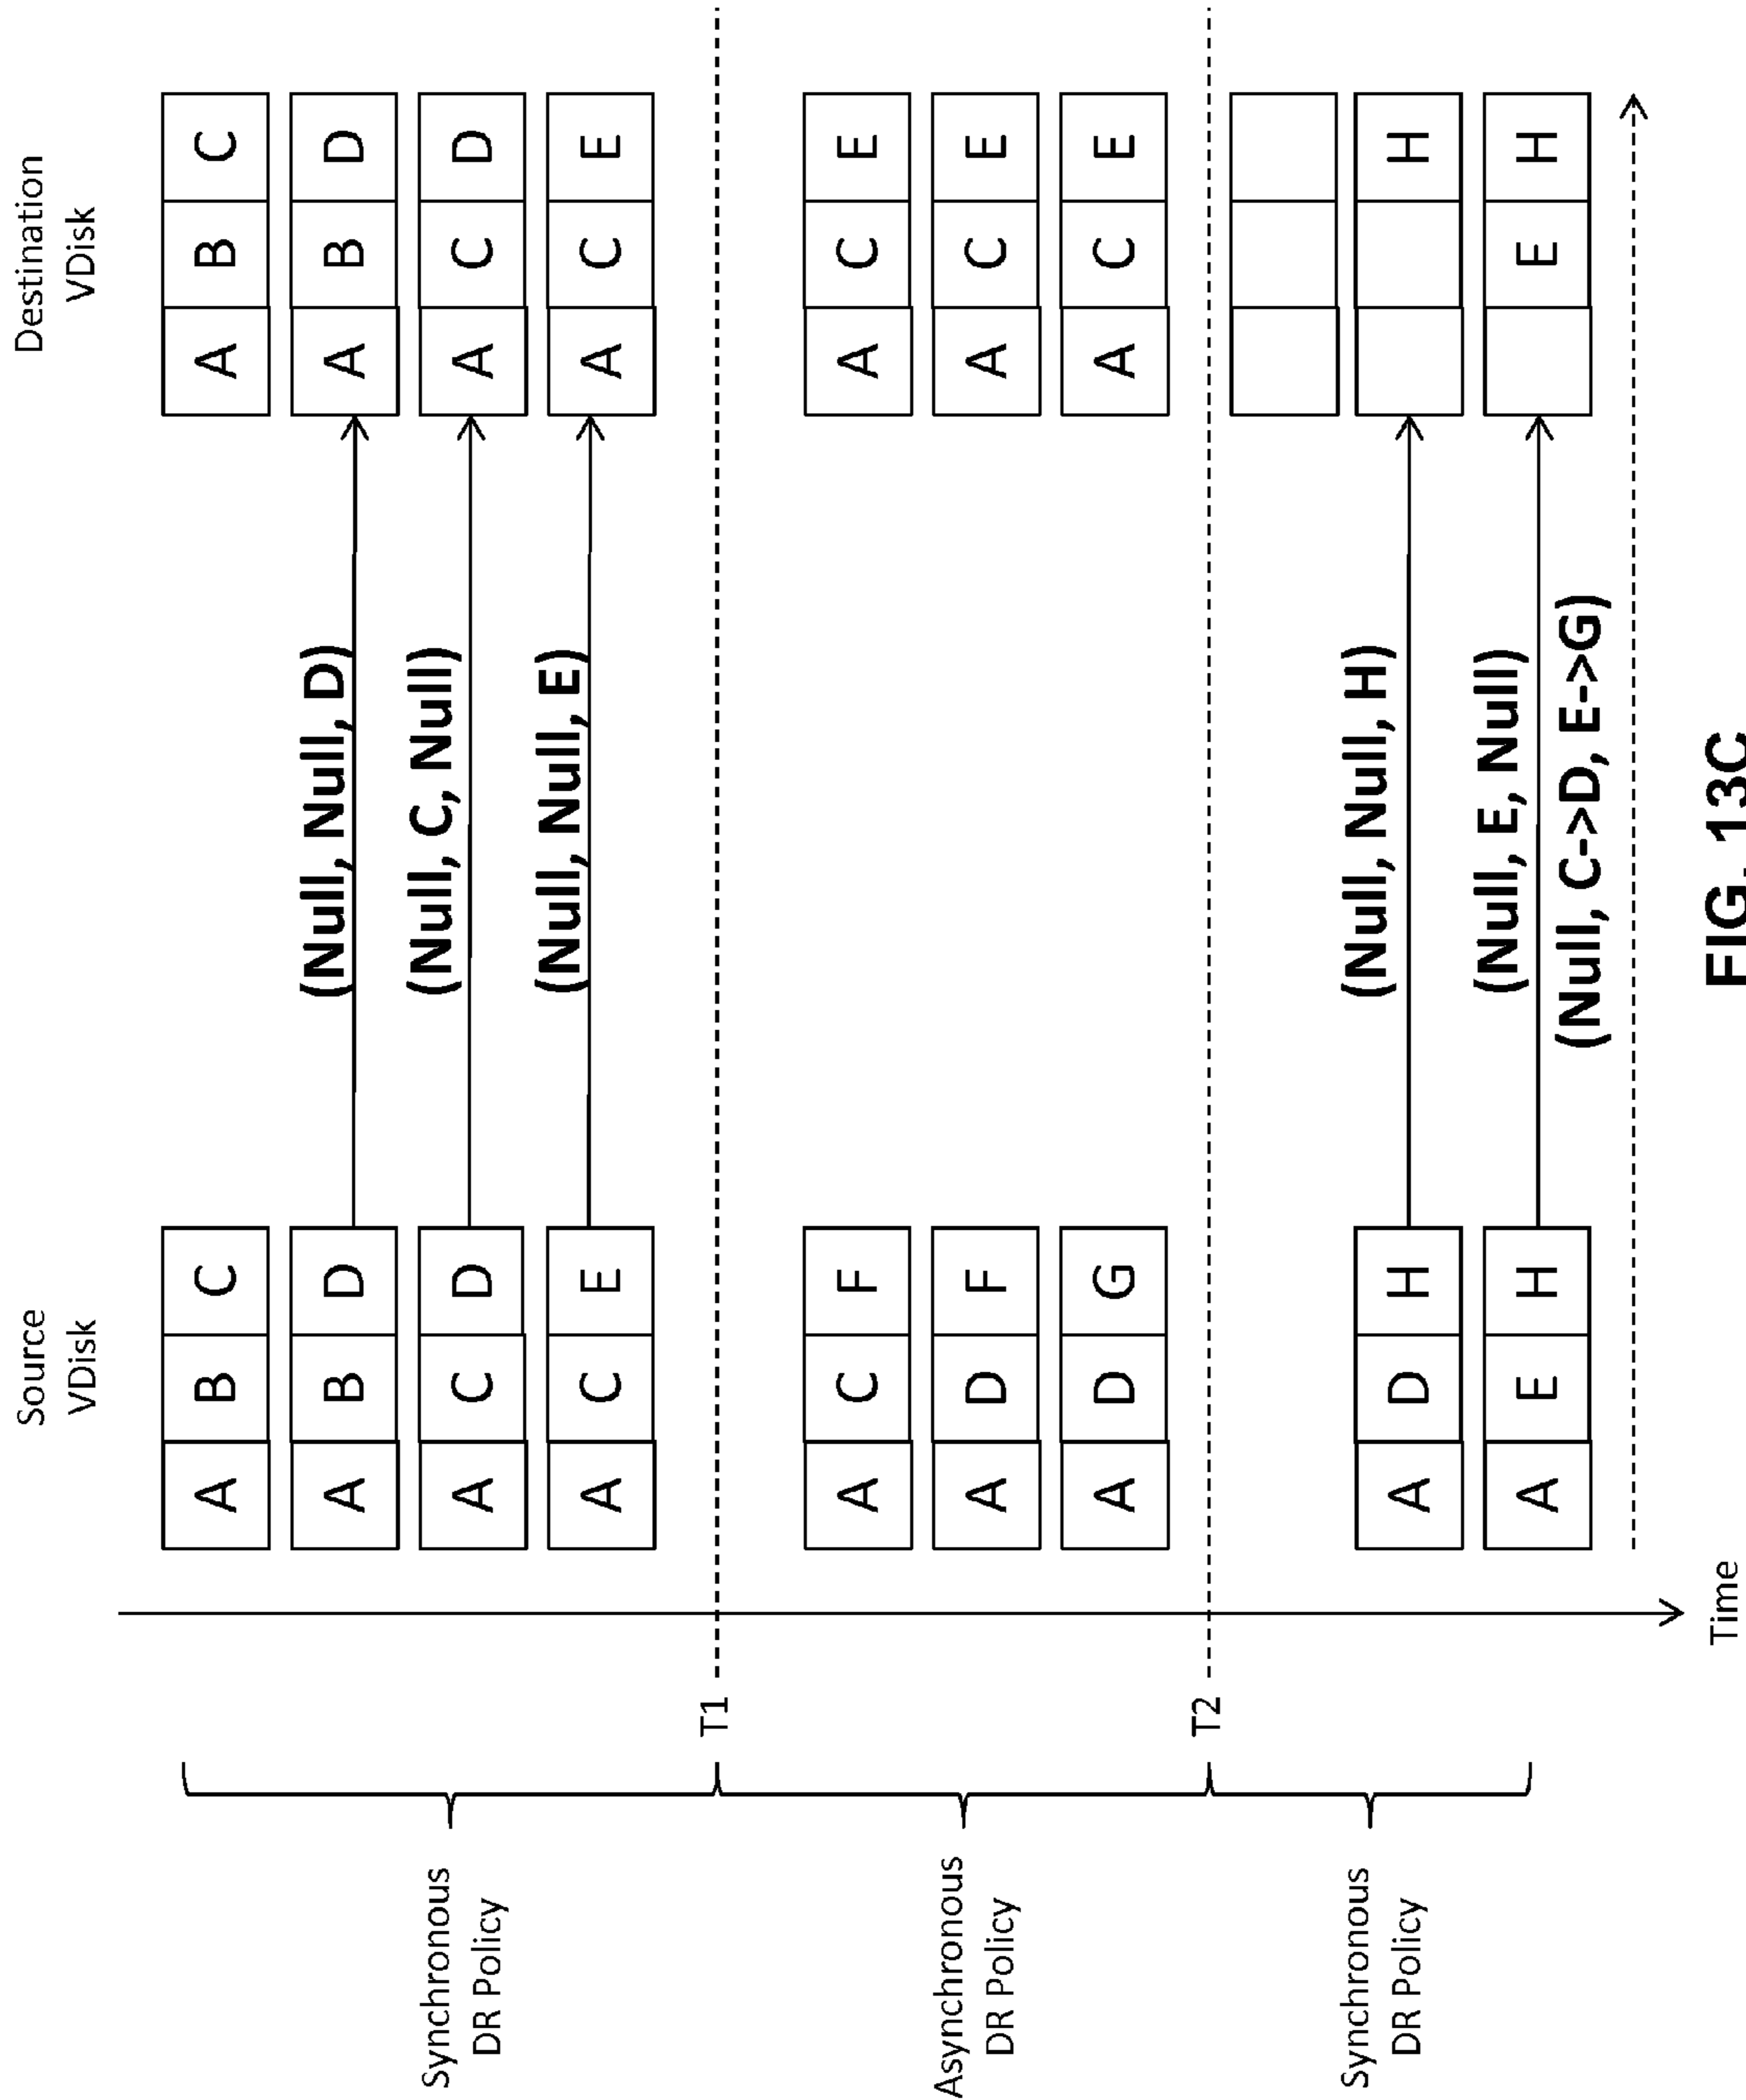 Source
Destination
VDisk
VDisk
A B C
A B C
(Null, Null, D)
A B D
A B D
(Null, C, Null)
A C D
A C D
(Null, Null, E)
A C E
A C E
Synchronous
DR Policy
T1
A C F
A C E
A D F
A C E
A D G
A C E
Asynchronous
DR Policy
T2
(Null, Null, H)
A D H
H
(Null, E, Null)
A E H
E H
(Null, C->D, E->G)
Synchronous
DR Policy
Time
FIG. 13C